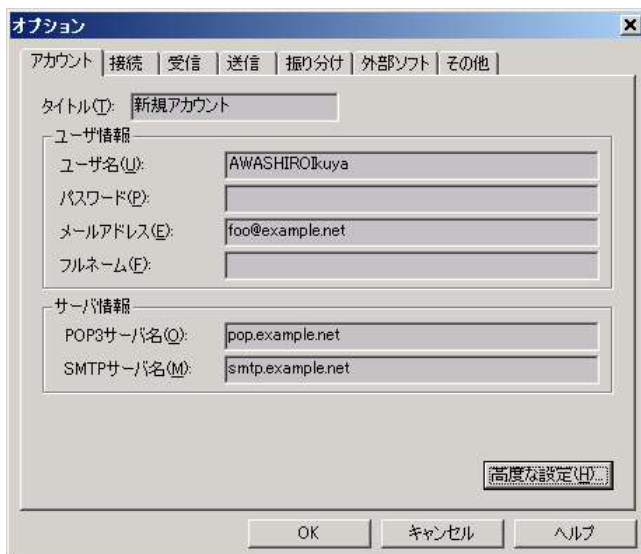 オプション
アカウント 接続 受信 送信 振り分け 外部ソフト その他
タイトル(T): 新規アカウント
ユーザ情報
ユーザ名(U): AWASHIROIkuya
パスワード(P):
メールアドレス(E): foo@example.net
フルネーム(F):
サーバ情報
POP3サーバ名(O): pop.example.net
SMTPサーバ名(M): smtp.example.net
高度な設定(H)...
OK キャンセル ヘルプ